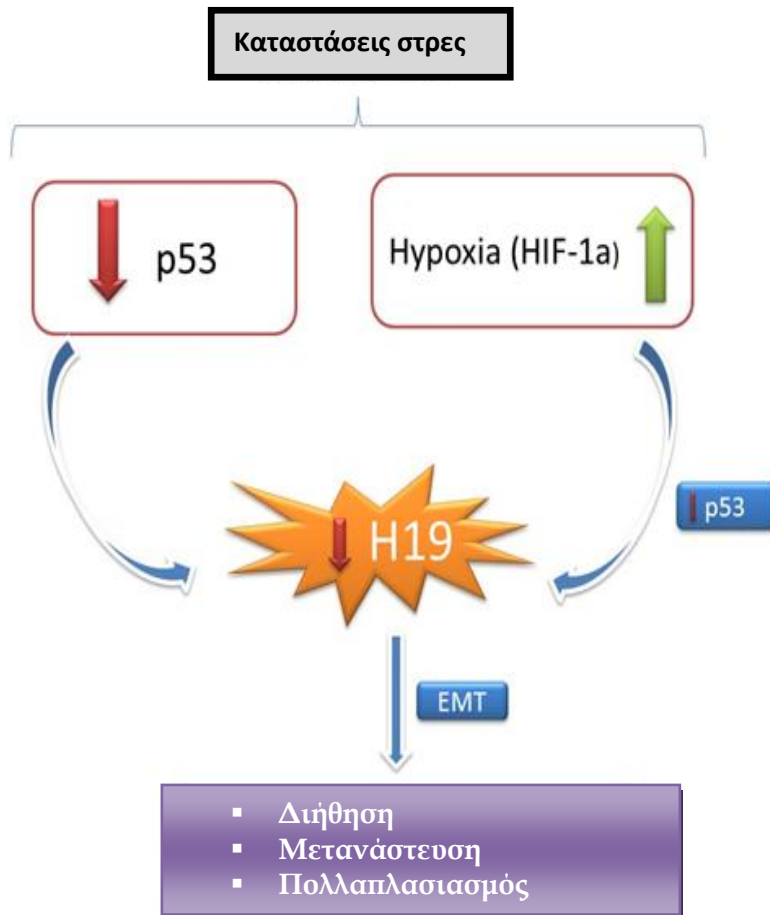 Καταστάσεις στρες
p53
Hypoxia (HIF-1a)
p53
H19
EMT
▪ Διήθηση
▪ Μετανάστευση
▪ Πολλαπλασιασμός